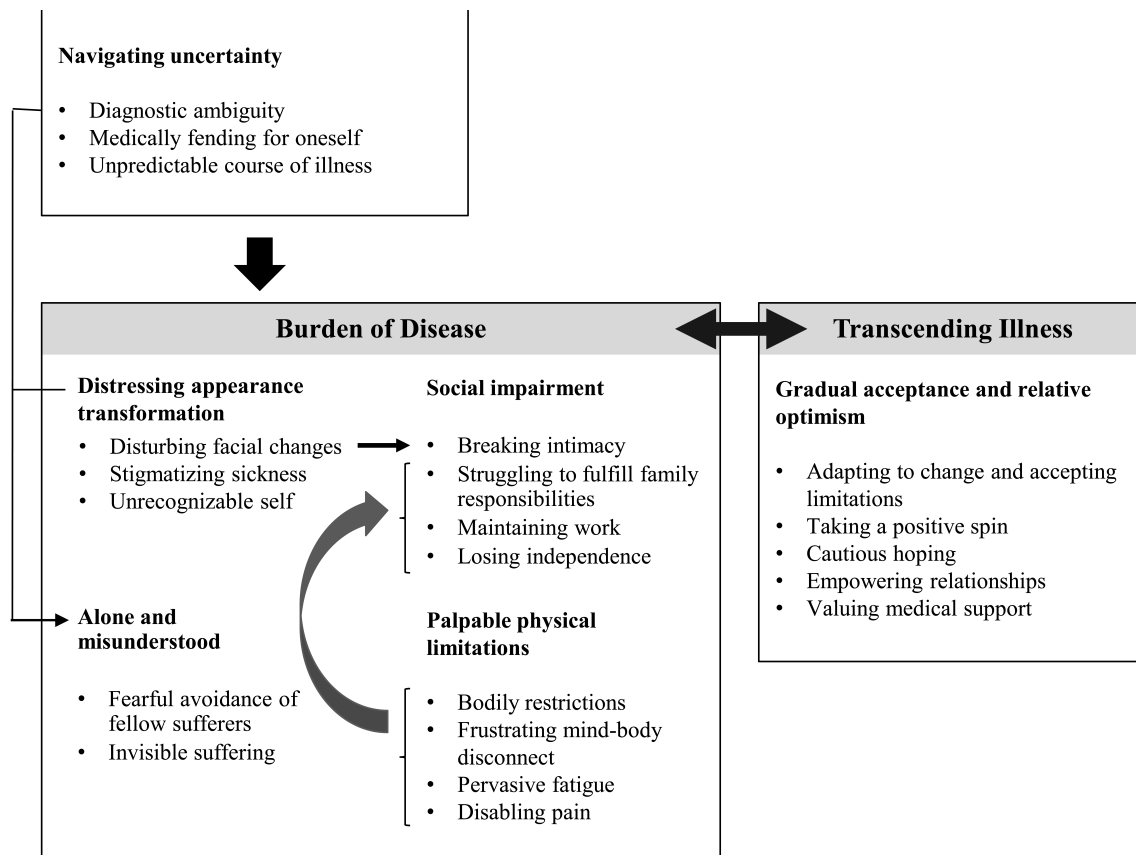 Navigating uncertainty
• Diagnostic ambiguity
• Medically fending for oneself
• Unpredictable course of illness
Burden of Disease
Distressing appearance
transformation
• Disturbing facial changes
• Stigmatizing sickness
• Unrecognizable self
Social impairment
• Breaking intimacy
• Struggling to fulfill family
responsibilities
• Maintaining work
• Losing independence
Alone and
misunderstood
• Fearful avoidance of
fellow sufferers
• Invisible suffering
Palpable physical
limitations
• Bodily restrictions
• Frustrating mind-body
disconnect
• Pervasive fatigue
• Disabling pain
Transcending Illness
Gradual acceptance and relative
optimism
• Adapting to change and accepting
limitations
• Taking a positive spin
• Cautious hoping
• Empowering relationships
• Valuing medical support